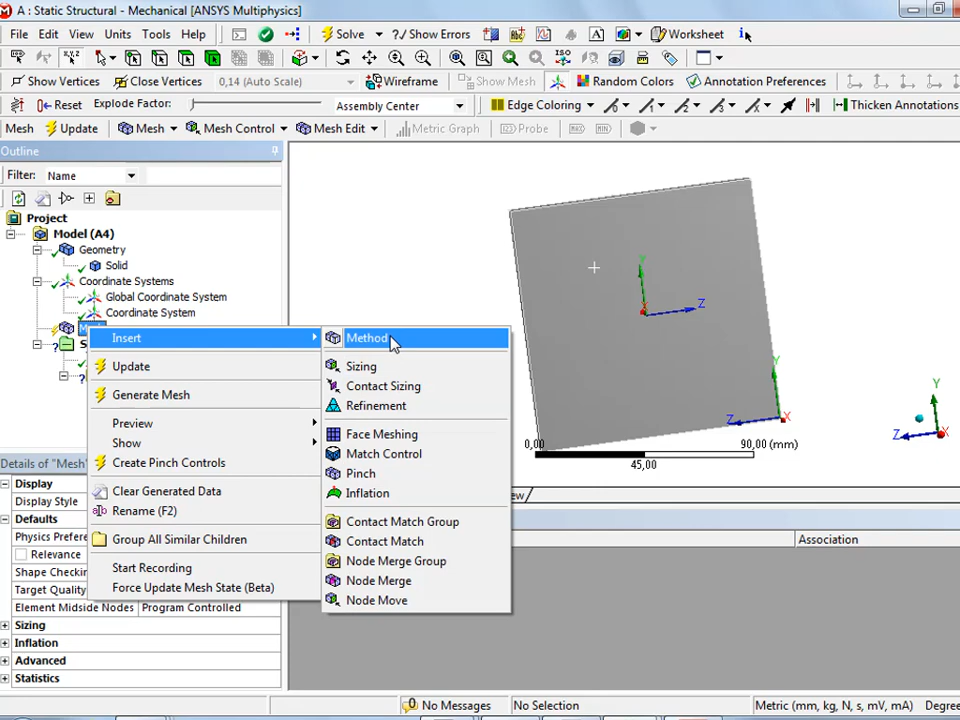 A : Static Structural - Mechanical [ANSYS Multiphysics]
File Edit View Units Tools Help Solve ?/ Show Errors Worksheet
Show Vertices Close Vertices 0,14 (Auto Scale) Wireframe Show Mesh Random Colors Annotation Preferences
Reset Explode Factor: Assembly Center Edge Coloring Thicken Annotations
Mesh Update Mesh Mesh Control Mesh Edit Metric Graph Probe
Outline
Filter: Name
Project
Model (A4)
Geometry
Solid
Coordinate Systems
Global Coordinate System
Coordinate System
Insert
Update
Generate Mesh
Preview
Show
Create Pinch Controls
Clear Generated Data
Rename (F2)
Group All Similar Children
Start Recording
Force Update Mesh State (Beta)
Method
Sizing
Contact Sizing
Refinement
Face Meshing
Match Control
Pinch
Inflation
Contact Match Group
Contact Match
Node Merge Group
Node Merge
Node Move
Y
Z
X
Z
X
Y
Z
X
0,00
90,00 (mm)
45,00
Association
Details of "Mesh"
Display
Display Style
Defaults
Physics Prefe
Relevance
Shape Checkin
Target Quality
Element Midside Nodes Program Controlled
Sizing
Inflation
Advanced
Statistics
No Messages No Selection Metric (mm, kg, N, s, mV, mA) Degree